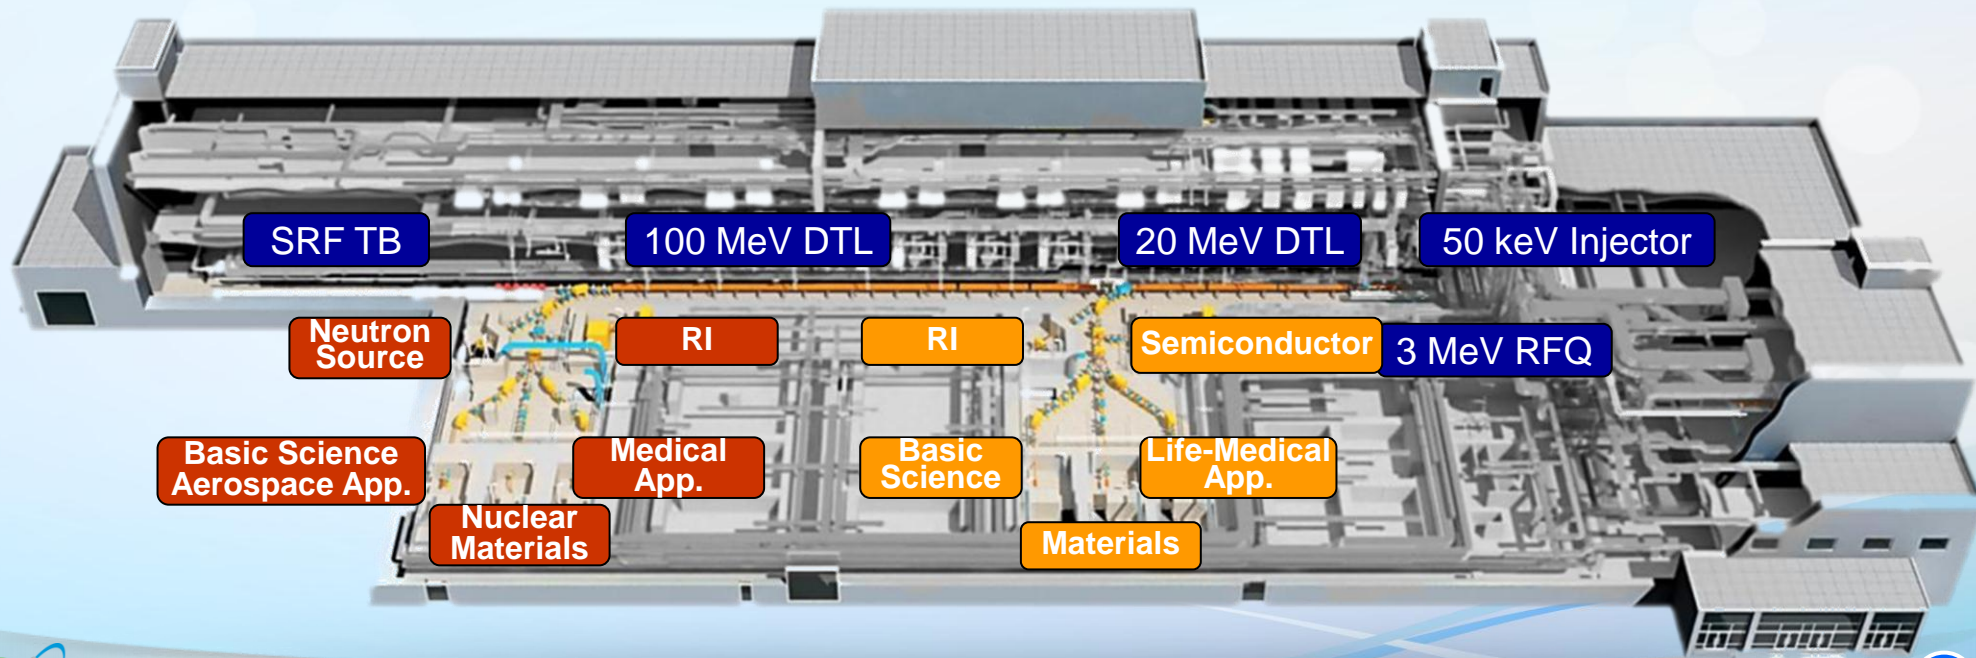 SRF TB
100 MeV DTL
20 MeV DTL
50 keV Injector
Neutron
Source
RI
RI
Semiconductor
3 MeV RFQ
Basic Science
Aerospace App.
Medical
App.
Basic
Science
Life-Medical
App.
Nuclear
Materials
Materials